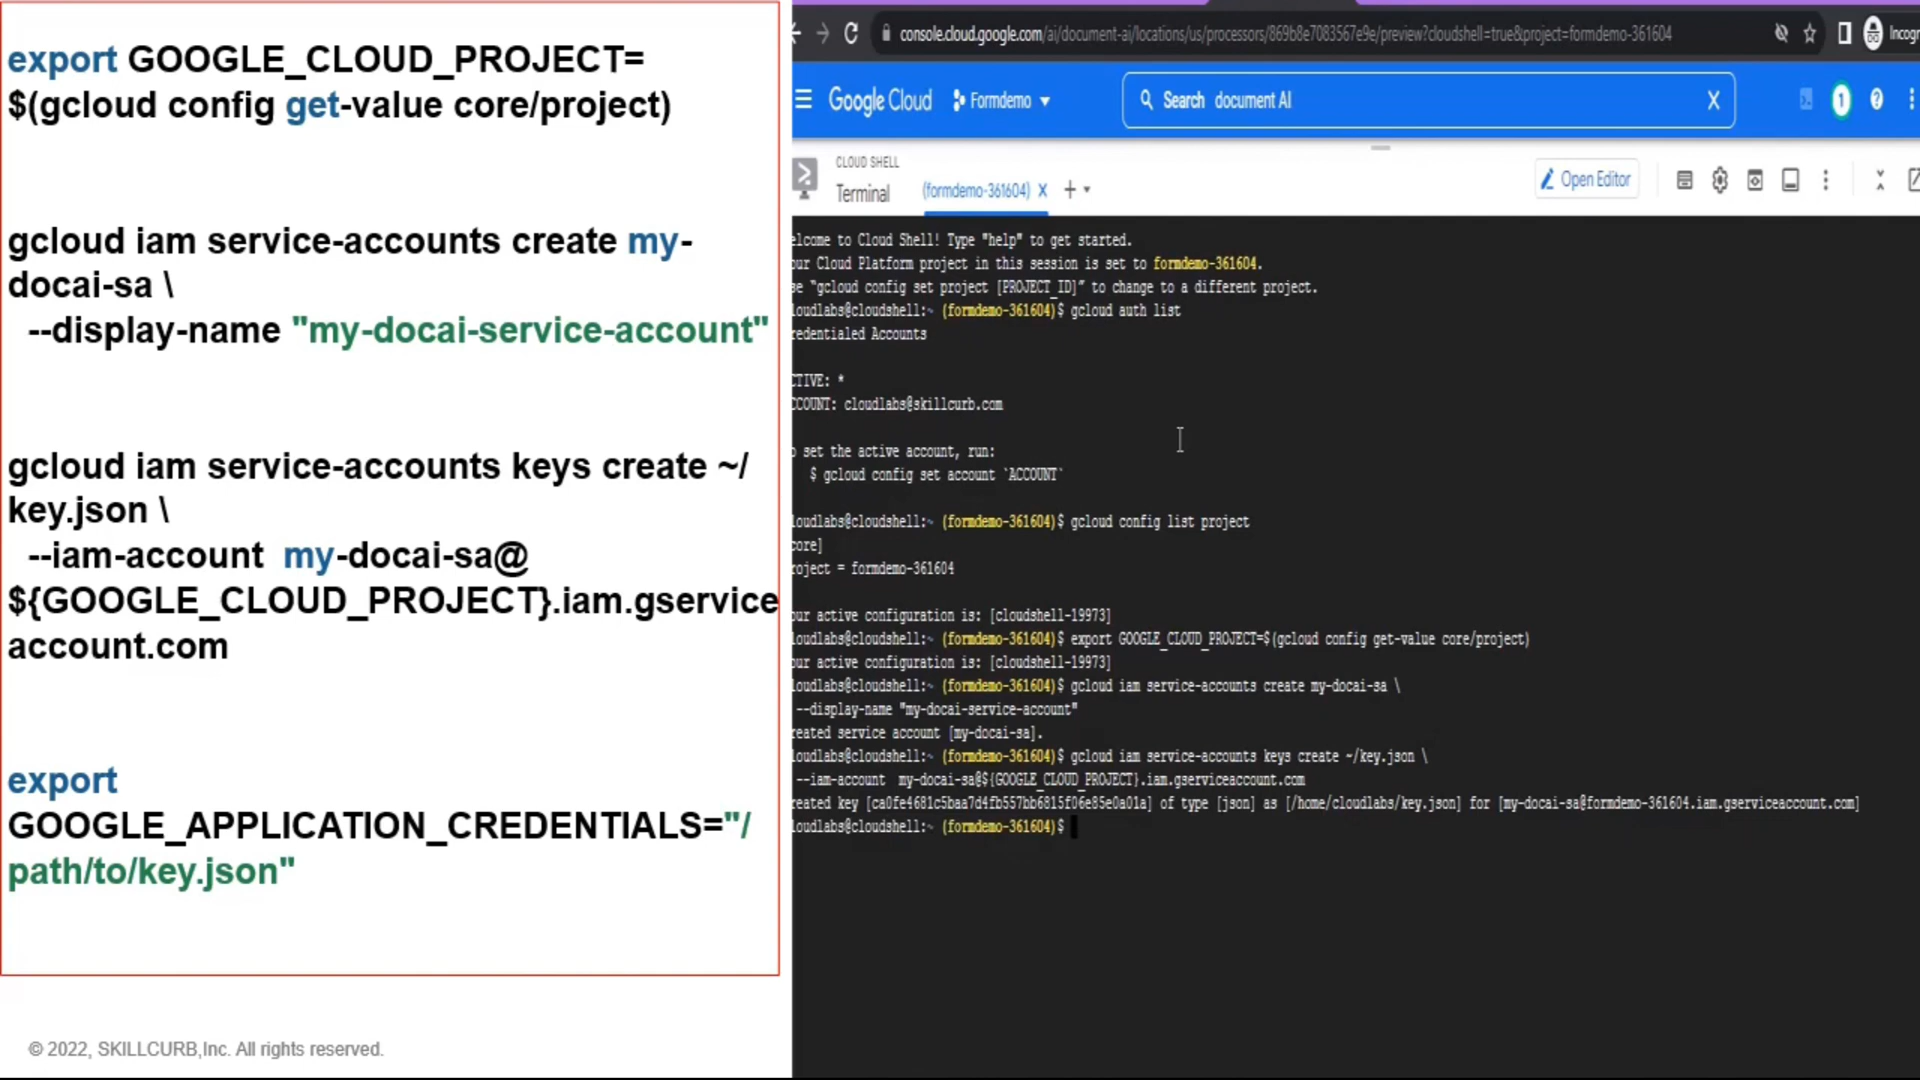 export GOOGLE_CLOUD_PROJECT=
$(gcloud config get-value core/project)
gcloud iam service-accounts create my-
docai-sa \
--display-name "my-docai-service-account"
gcloud iam service-accounts keys create ~/
key.json \
--iam-account my-docai-sa@
${GOOGLE_CLOUD_PROJECT}.iam.gservice
account.com
export
GOOGLE_APPLICATION_CREDENTIALS="/
path/to/key.json"
© 2022, SKILLCURB,Inc. All rights reserved.
console.cloud.google.com/ai/document-ai/locations/us/processors/869b8e7083567e9e/preview?cloudshell=true&project=formdemo-361604
Incogn
Google Cloud
Formdemo
Search document AI
X
1
CLOUD SHELL
Terminal
(formdemo-361604) X + ▾
Open Editor
elcome to Cloud Shell! Type "help" to get started.
our Cloud Platform project in this session is set to formdemo-361604.
se “gcloud config set project [PROJECT_ID]” to change to a different project.
loudlabs@cloudshell:~ (formdemo-361604)$ gcloud auth list
redentialed Accounts
CTIVE: *
CCOUNT: cloudlabs@skillcurb.com
o set the active account, run:
$ gcloud config set account `ACCOUNT`
loudlabs@cloudshell:~ (formdemo-361604)$ gcloud config list project
ore]
roject = formdemo-361604
our active configuration is: [cloudshell-19973]
loudlabs@cloudshell:~ (formdemo-361604)$ export GOOGLE_CLOUD_PROJECT=$(gcloud config get-value core/project)
our active configuration is: [cloudshell-19973]
loudlabs@cloudshell:~ (formdemo-361604)$ gcloud iam service-accounts create my-docai-sa \
--display-name "my-docai-service-account"
reated service account [my-docai-sa].
loudlabs@cloudshell:~ (formdemo-361604)$ gcloud iam service-accounts keys create ~/key.json \
--iam-account my-docai-sa@${GOOGLE_CLOUD_PROJECT}.iam.gserviceaccount.com
reated key [ca0fe4681c5baa7d4fb557bb6815f06e85e0a01a] of type [json] as [/home/cloudlabs/key.json] for [my-docai-sa@formdemo-361604.iam.gserviceaccount.com]
loudlabs@cloudshell:~ (formdemo-361604)$